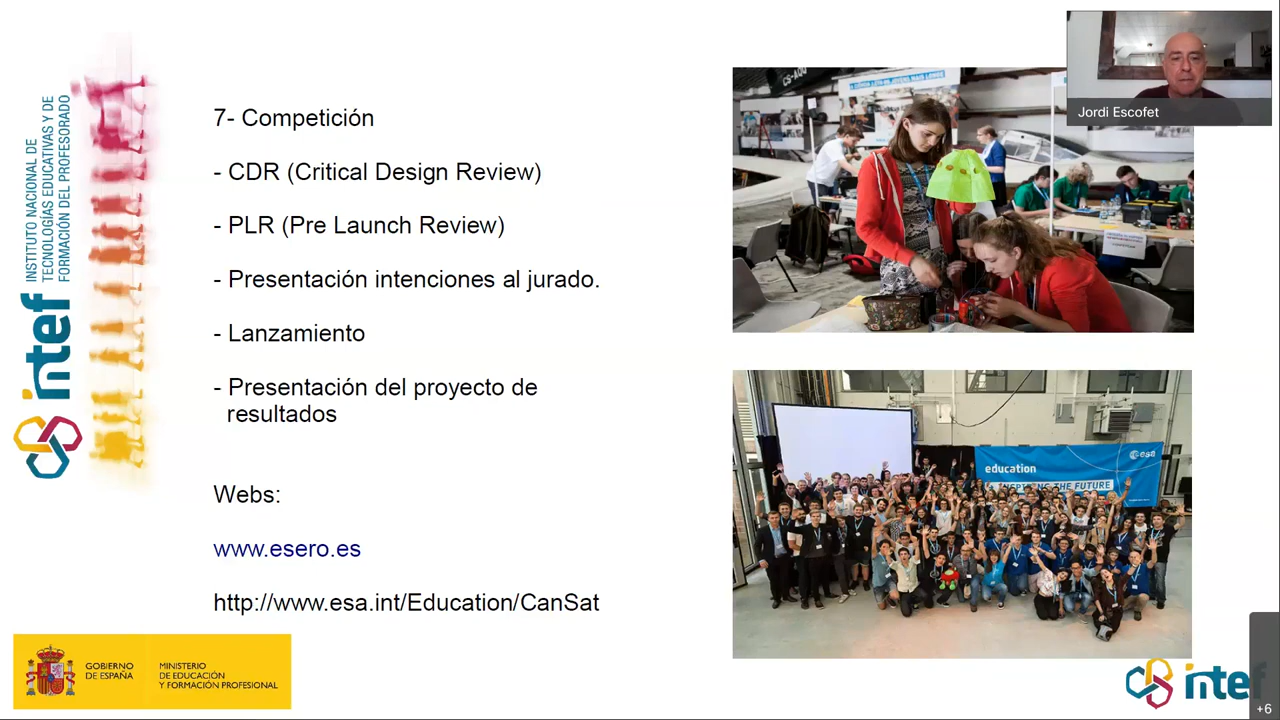 INSTITUTO NACIONAL DE
TECNOLOGÍAS EDUCATIVAS Y DE
FORMACIÓN DEL PROFESORADO
intef
7- Competición
- CDR (Critical Design Review)
- PLR (Pre Launch Review)
- Presentación intenciones al jurado.
- Lanzamiento
- Presentación del proyecto de
resultados
Webs:
www.esero.es
http://www.esa.int/Education/CanSat
GOBIERNO
DE ESPAÑA
MINISTERIO
DE EDUCACIÓN
Y FORMACIÓN PROFESIONAL
Jordi Escofet
esa
education
THE FUTURE
intef
+6